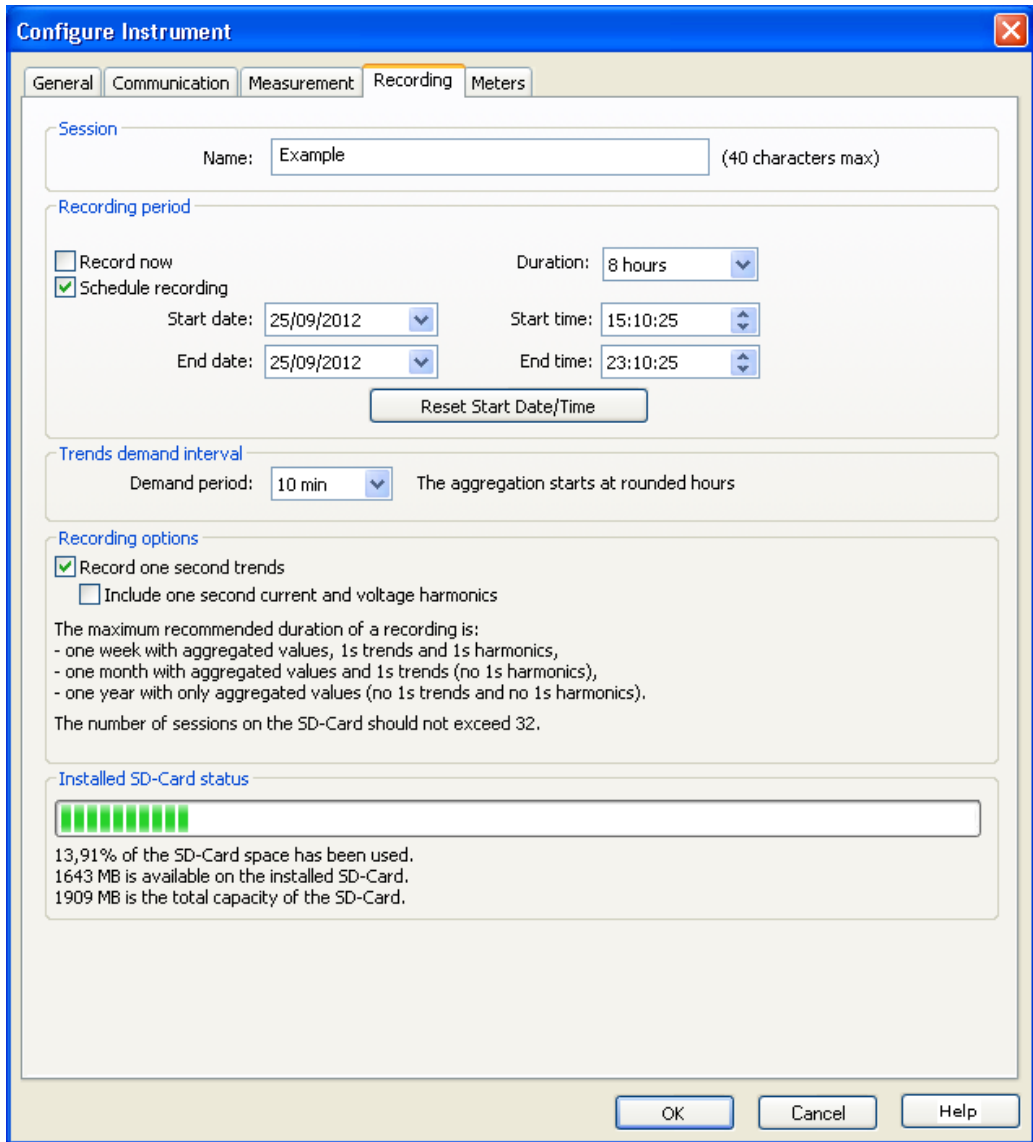 Configure Instrument
General Communication Measurement Recording Meters
Session
Name: Example (40 characters max)
Recording period
Record now Duration: 8 hours
Schedule recording
Start date: 25/09/2012 Start time: 15:10:25
End date: 25/09/2012 End time: 23:10:25
Reset Start Date/Time
Trends demand interval
Demand period: 10 min The aggregation starts at rounded hours
Recording options
Record one second trends
Include one second current and voltage harmonics
The maximum recommended duration of a recording is:
- one week with aggregated values, 1s trends and 1s harmonics,
- one month with aggregated values and 1s trends (no 1s harmonics),
- one year with only aggregated values (no 1s trends and no 1s harmonics).
The number of sessions on the SD-Card should not exceed 32.
Installed SD-Card status
13,91% of the SD-Card space has been used.
1643 MB is available on the installed SD-Card.
1909 MB is the total capacity of the SD-Card.
OK Cancel Help